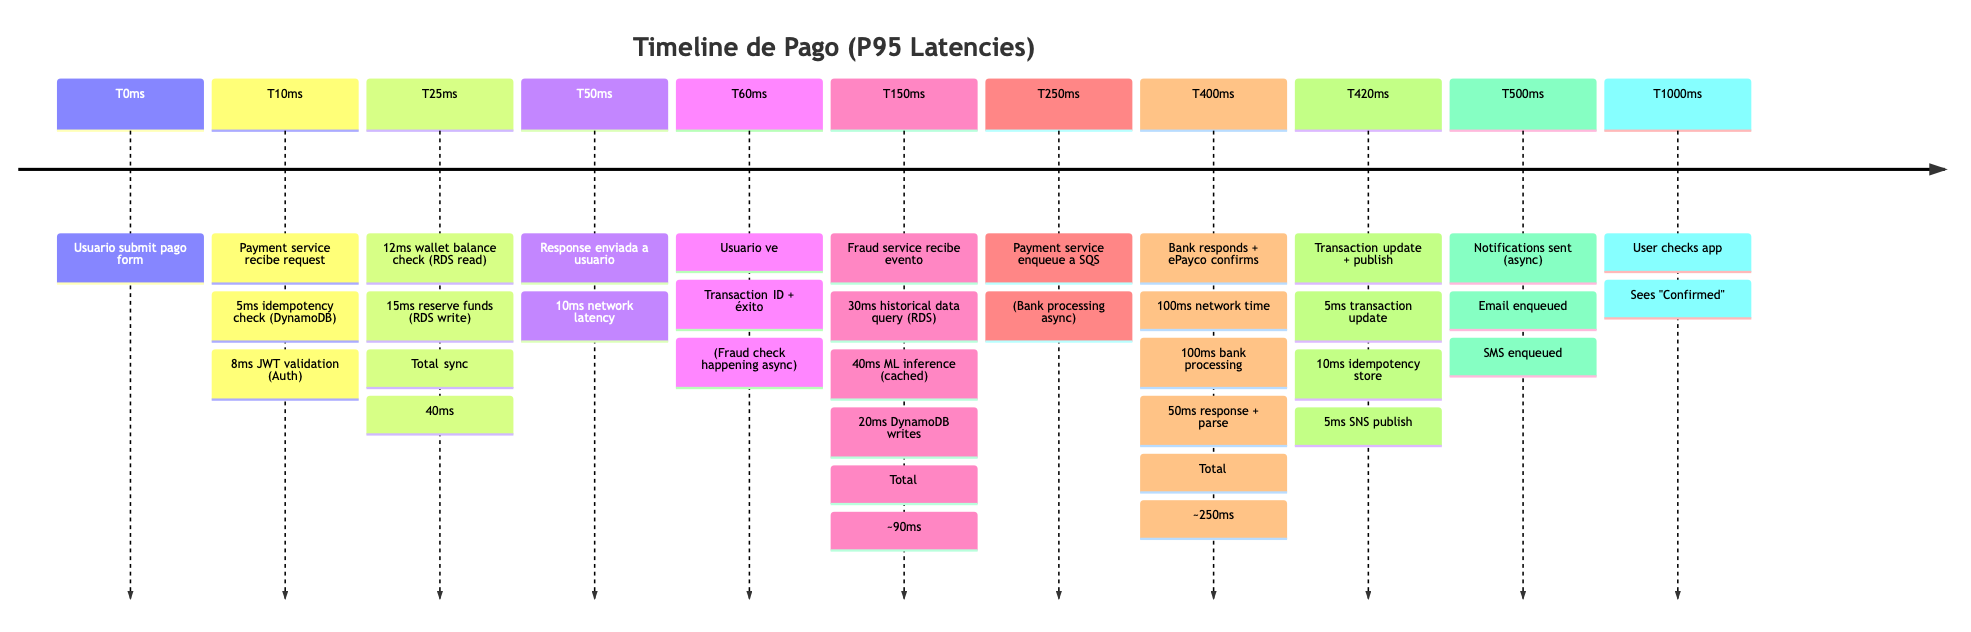 Timeline de Pago (P95 Latencies)
T0ms
Usuario submit pago
form
T10ms
Payment service
recibe request
5ms idempotency
check (DynamoDB)
8ms JWT validation
(Auth)
T25ms
12ms wallet balance
check (RDS read)
15ms reserve funds
(RDS write)
Total sync
40ms
T50ms
Response enviada a
usuario
10ms network
latency
T60ms
Usuario ve
Transaction ID +
éxito
(Fraud check
happening async)
T150ms
Fraud service recibe
evento
30ms historical data
query (RDS)
40ms ML inference
(cached)
20ms DynamoDB
writes
Total
~90ms
T250ms
Payment service
enqueue a SQS
(Bank processing
async)
T400ms
Bank responds +
ePayco confirms
100ms network time
100ms bank
processing
50ms response +
parse
Total
~250ms
T420ms
Transaction update
+ publish
5ms transaction
update
10ms idempotency
store
5ms SNS publish
T500ms
Notifications sent
(async)
Email enqueued
SMS enqueued
T1000ms
User checks app
Sees "Confirmed"